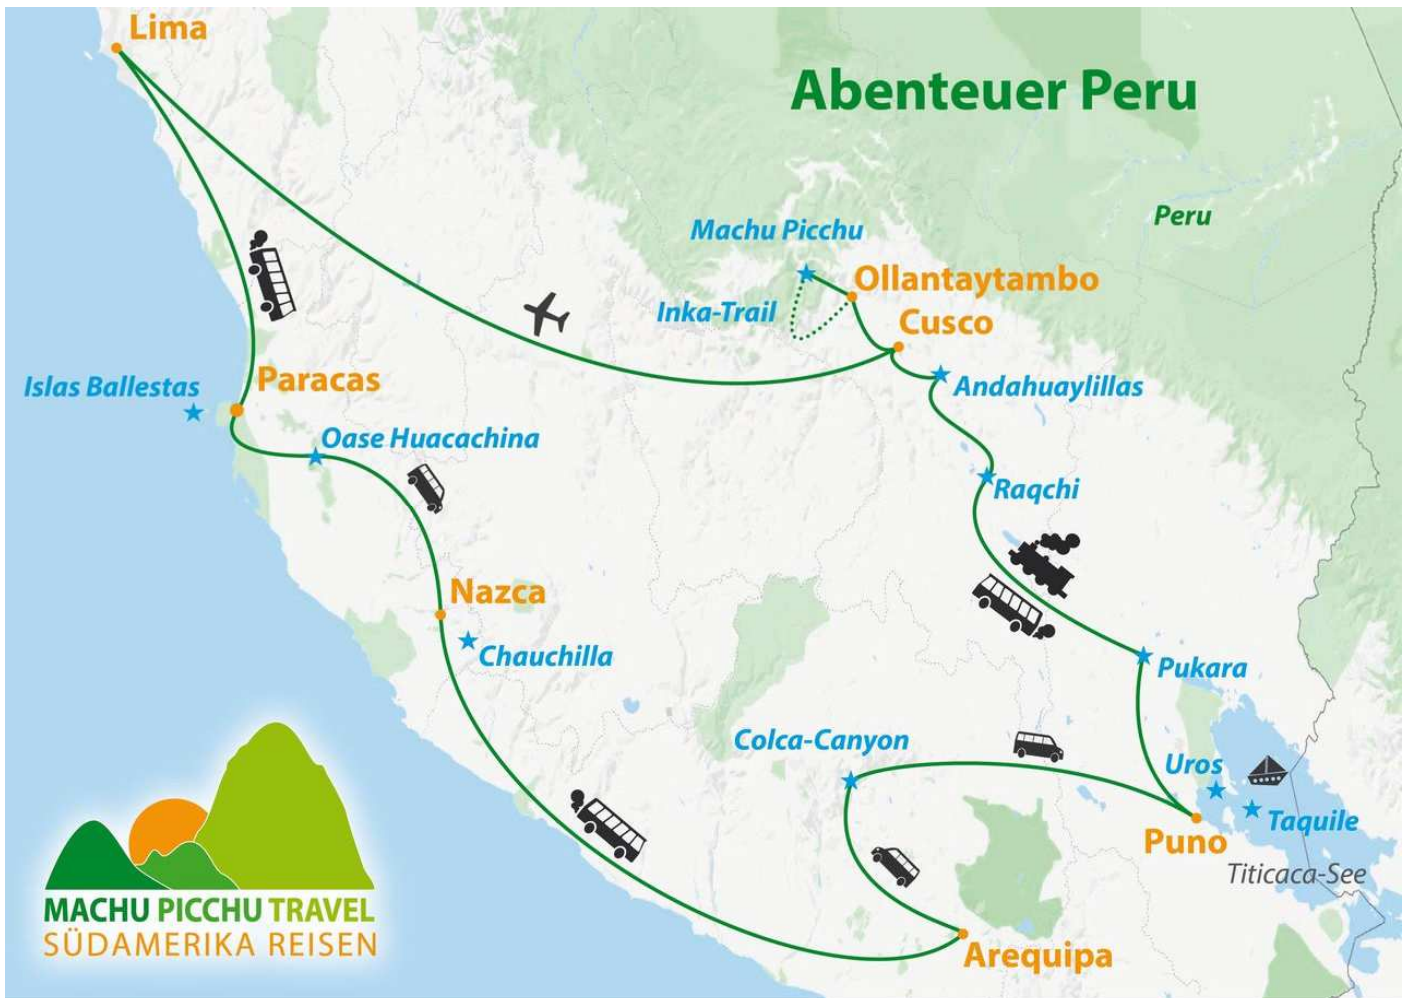 Lima
Abenteuer Peru
Peru
Machu Picchu
Ollantaytambo
Inka-Trail
Cusco
Islas Ballestas
Paracas
Andahuaylillas
Oase Huacachina
Raqchi
Nazca
Chauchilla
Pukara
Colca-Canyon
Uros
Taquile
Puno
Titicaca-See
MACHU PICCHU TRAVEL
SÜDAMERIKA REISEN
Arequipa